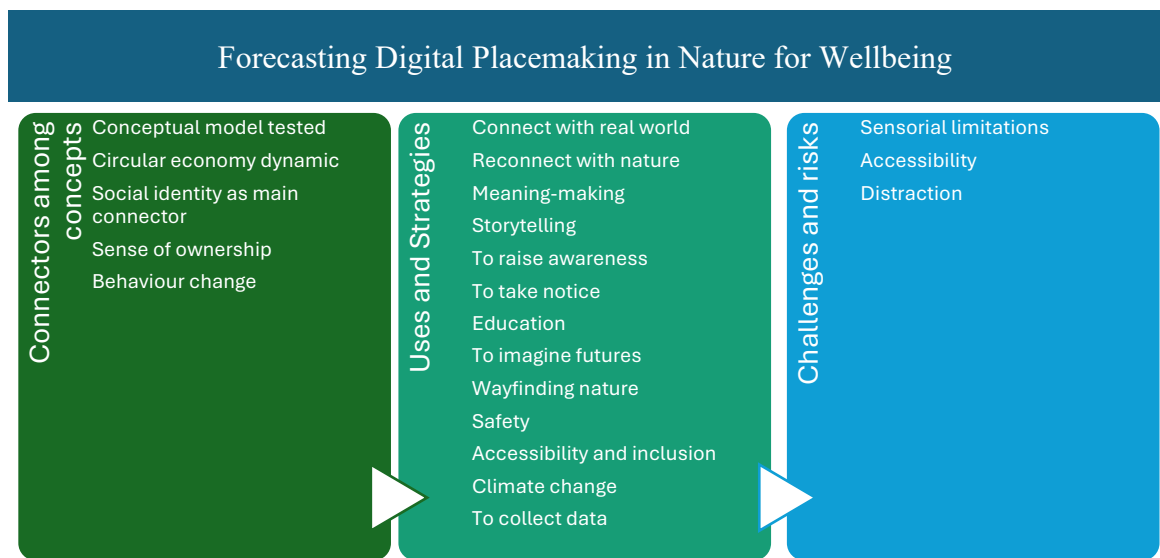 Forecasting Digital Placemaking in Nature for Wellbeing
Connectors among
concepts
Conceptual model tested
Circular economy dynamic
Social identity as main
connector
Sense of ownership
Behaviour change
Uses and Strategies
Connect with real world
Reconnect with nature
Meaning-making
Storytelling
To raise awareness
To take notice
Education
To imagine futures
Wayfinding nature
Safety
Accessibility and inclusion
Climate change
To collect data
Challenges and risks
Sensorial limitations
Accessibility
Distraction